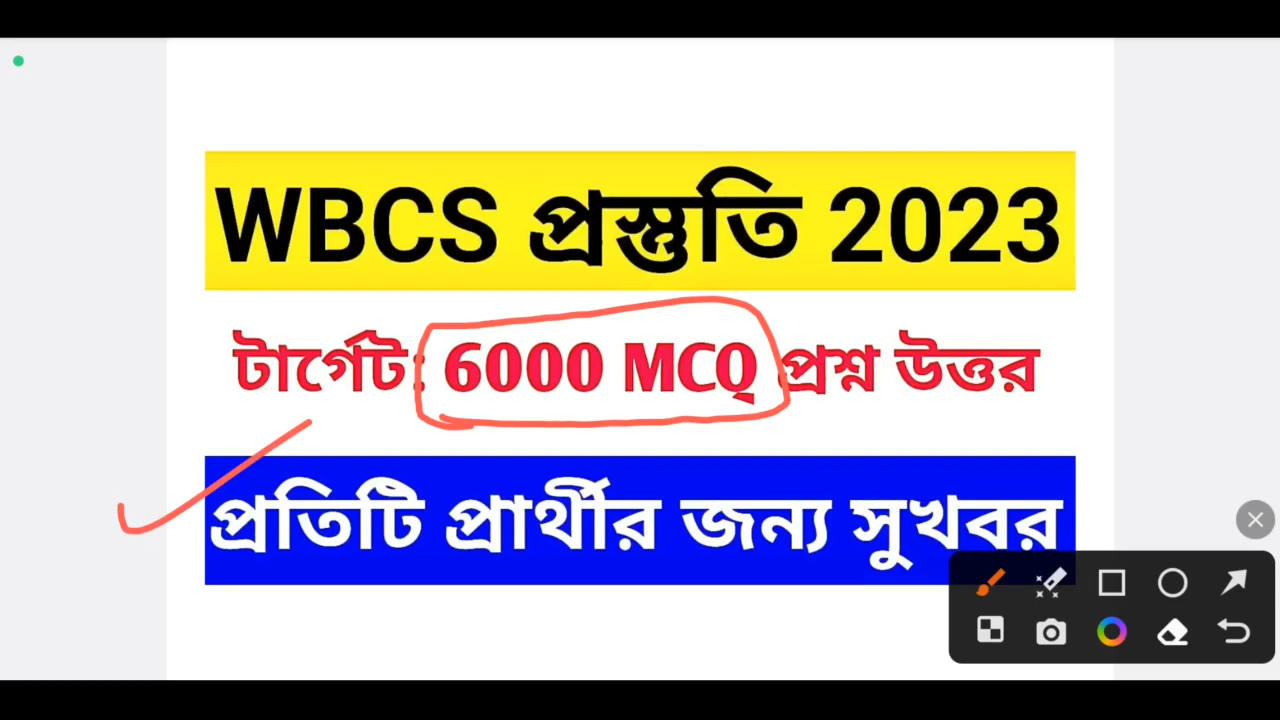 WBCS প্রস্তুতি 2023
টার্গেট: 6000 MCQ প্রশ্ন উত্তর
প্রতিটি প্রার্থীর জন্য সুখবর